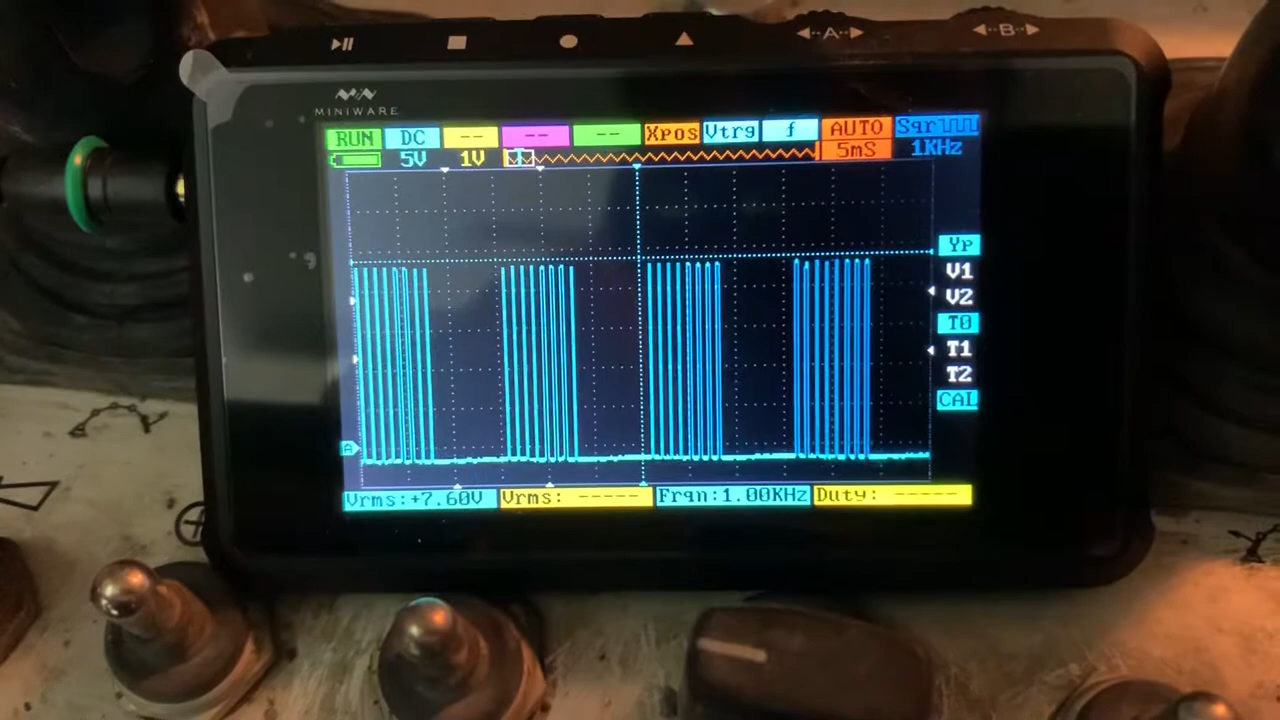 A B
MINIWARE
RUN DC -- -- -- Xpos Vtrg f AUTO Sqr
5V 1V 5mS 1KHz
Yp
V1
V2
T0
T1
T2
CAL
A
Vrms:+7.60V Vrms: ----- Frqn:1.00KHz Duty: -----